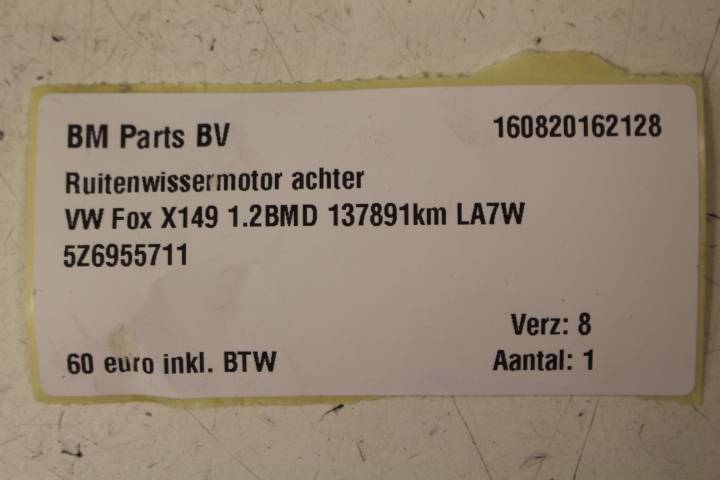 BM Parts BV 160820162128
Ruitenwissermotor achter
VW Fox X149 1.2BMD 137891km LA7W
5Z6955711
Verz: 8
60 euro inkl. BTW Aantal: 1